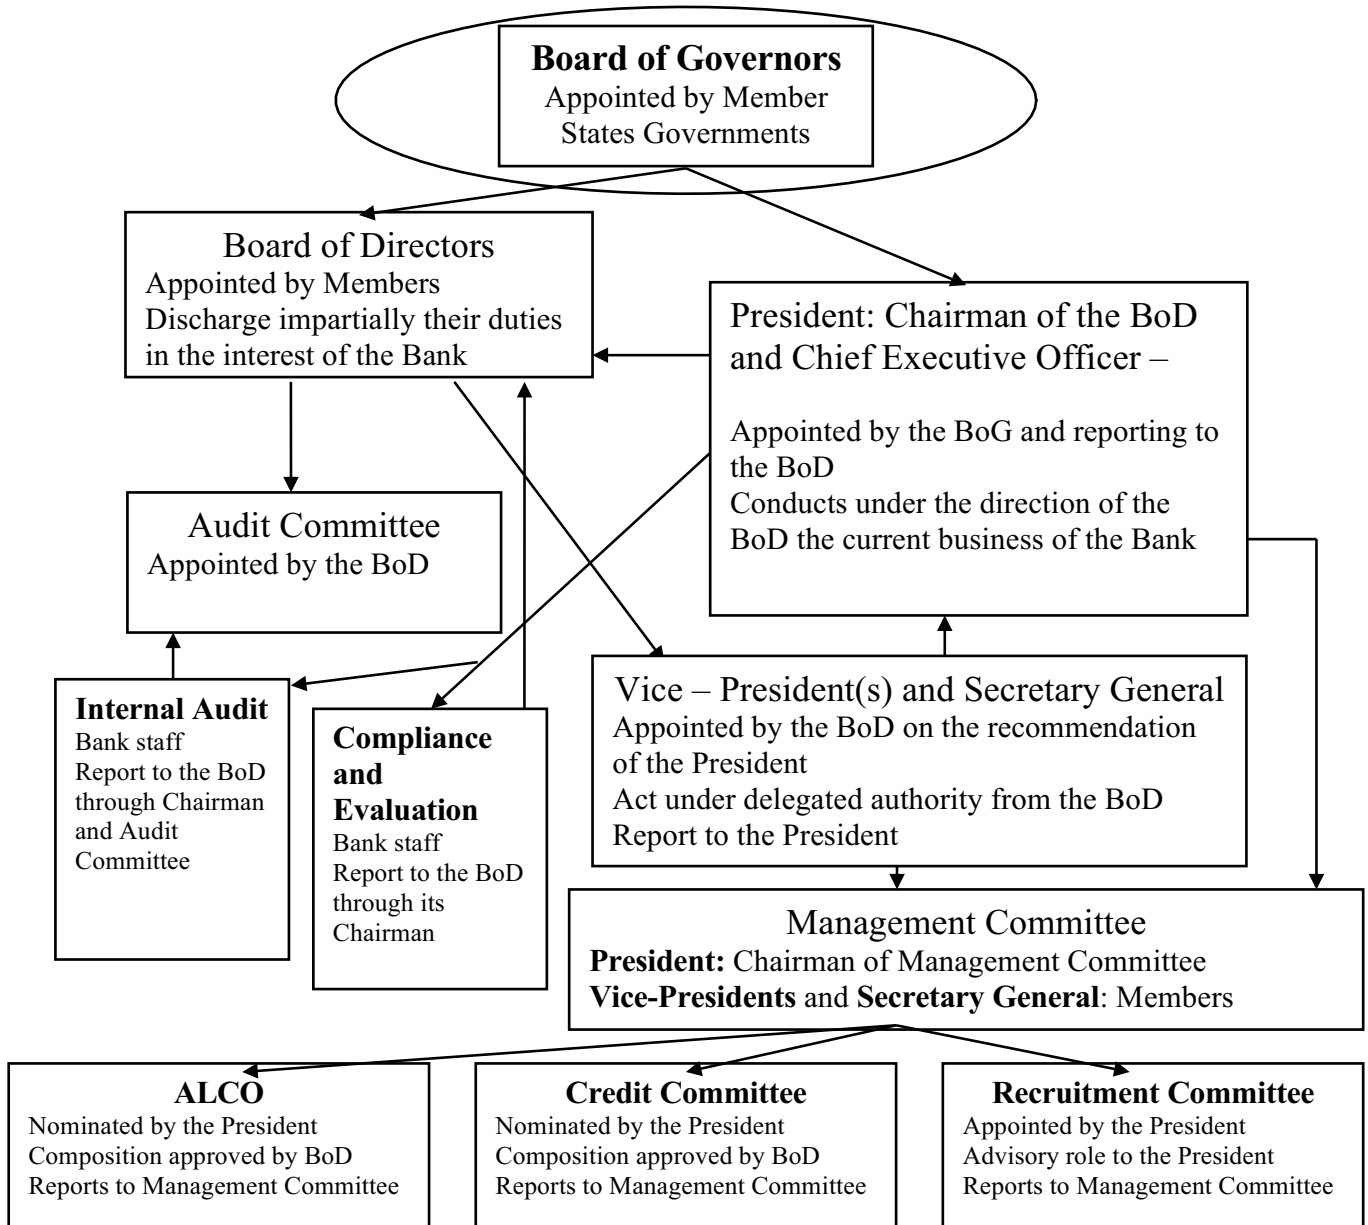 Board of Governors
Appointed by Member
States Governments
Board of Directors
Appointed by Members
Discharge impartially their duties
in the interest of the Bank
President: Chairman of the BoD
and Chief Executive Officer –
Appointed by the BoG and reporting to
the BoD
Conducts under the direction of the
BoD the current business of the Bank
Audit Committee
Appointed by the BoD
Internal Audit
Bank staff
Report to the BoD
through Chairman
and Audit
Committee
Compliance
and
Evaluation
Bank staff
Report to the BoD
through its
Chairman
Vice – President(s) and Secretary General
Appointed by the BoD on the recommendation
of the President
Act under delegated authority from the BoD
Report to the President
Management Committee
President: Chairman of Management Committee
Vice-Presidents and Secretary General: Members
ALCO
Nominated by the President
Composition approved by BoD
Reports to Management Committee
Credit Committee
Nominated by the President
Composition approved by BoD
Reports to Management Committee
Recruitment Committee
Appointed by the President
Advisory role to the President
Reports to Management Committee